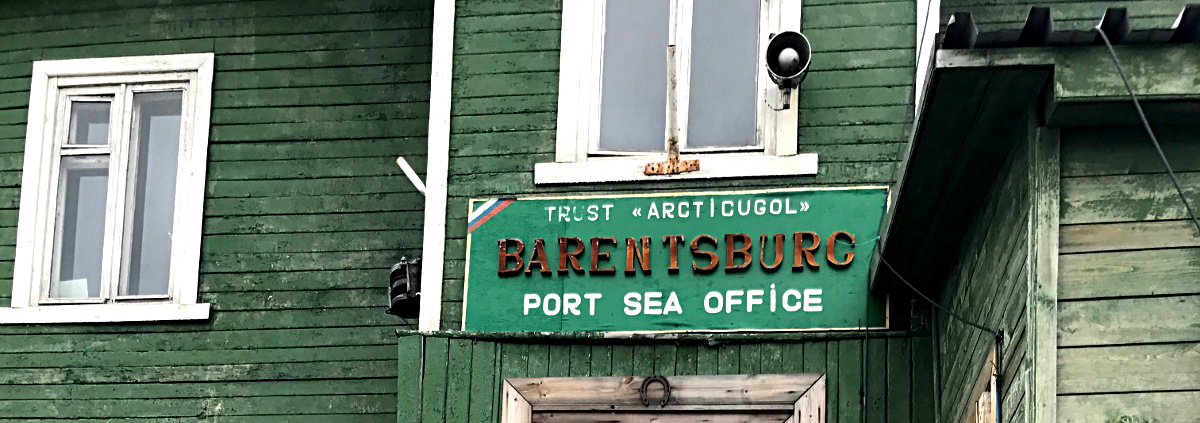 TRUST «ARCTICUGOL»
BARENTSBURG
PORT SEA OFFICE